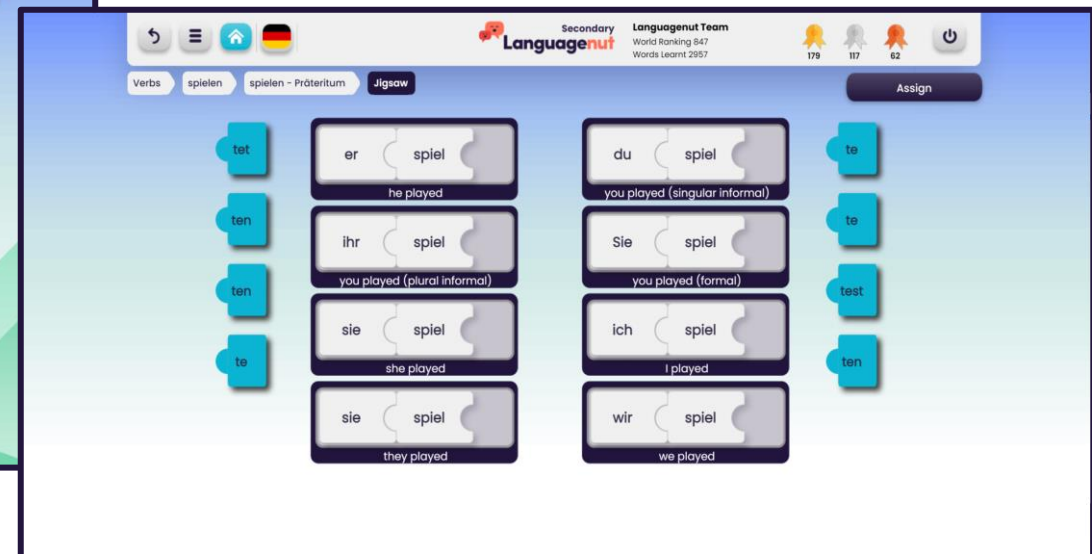 Secondary
Languagenut
Languagenut Team
World Ranking 847
Words Learnt 2957
179
117
62
Verbs
spielen
spielen - Präteritum
Jigsaw
Assign
tet
ten
ten
te
er spiel
he played
ihr spiel
you played (plural informal)
sie spiel
she played
sie spiel
they played
du spiel
you played (singular informal)
Sie spiel
you played (formal)
ich spiel
I played
wir spiel
we played
te
te
test
ten